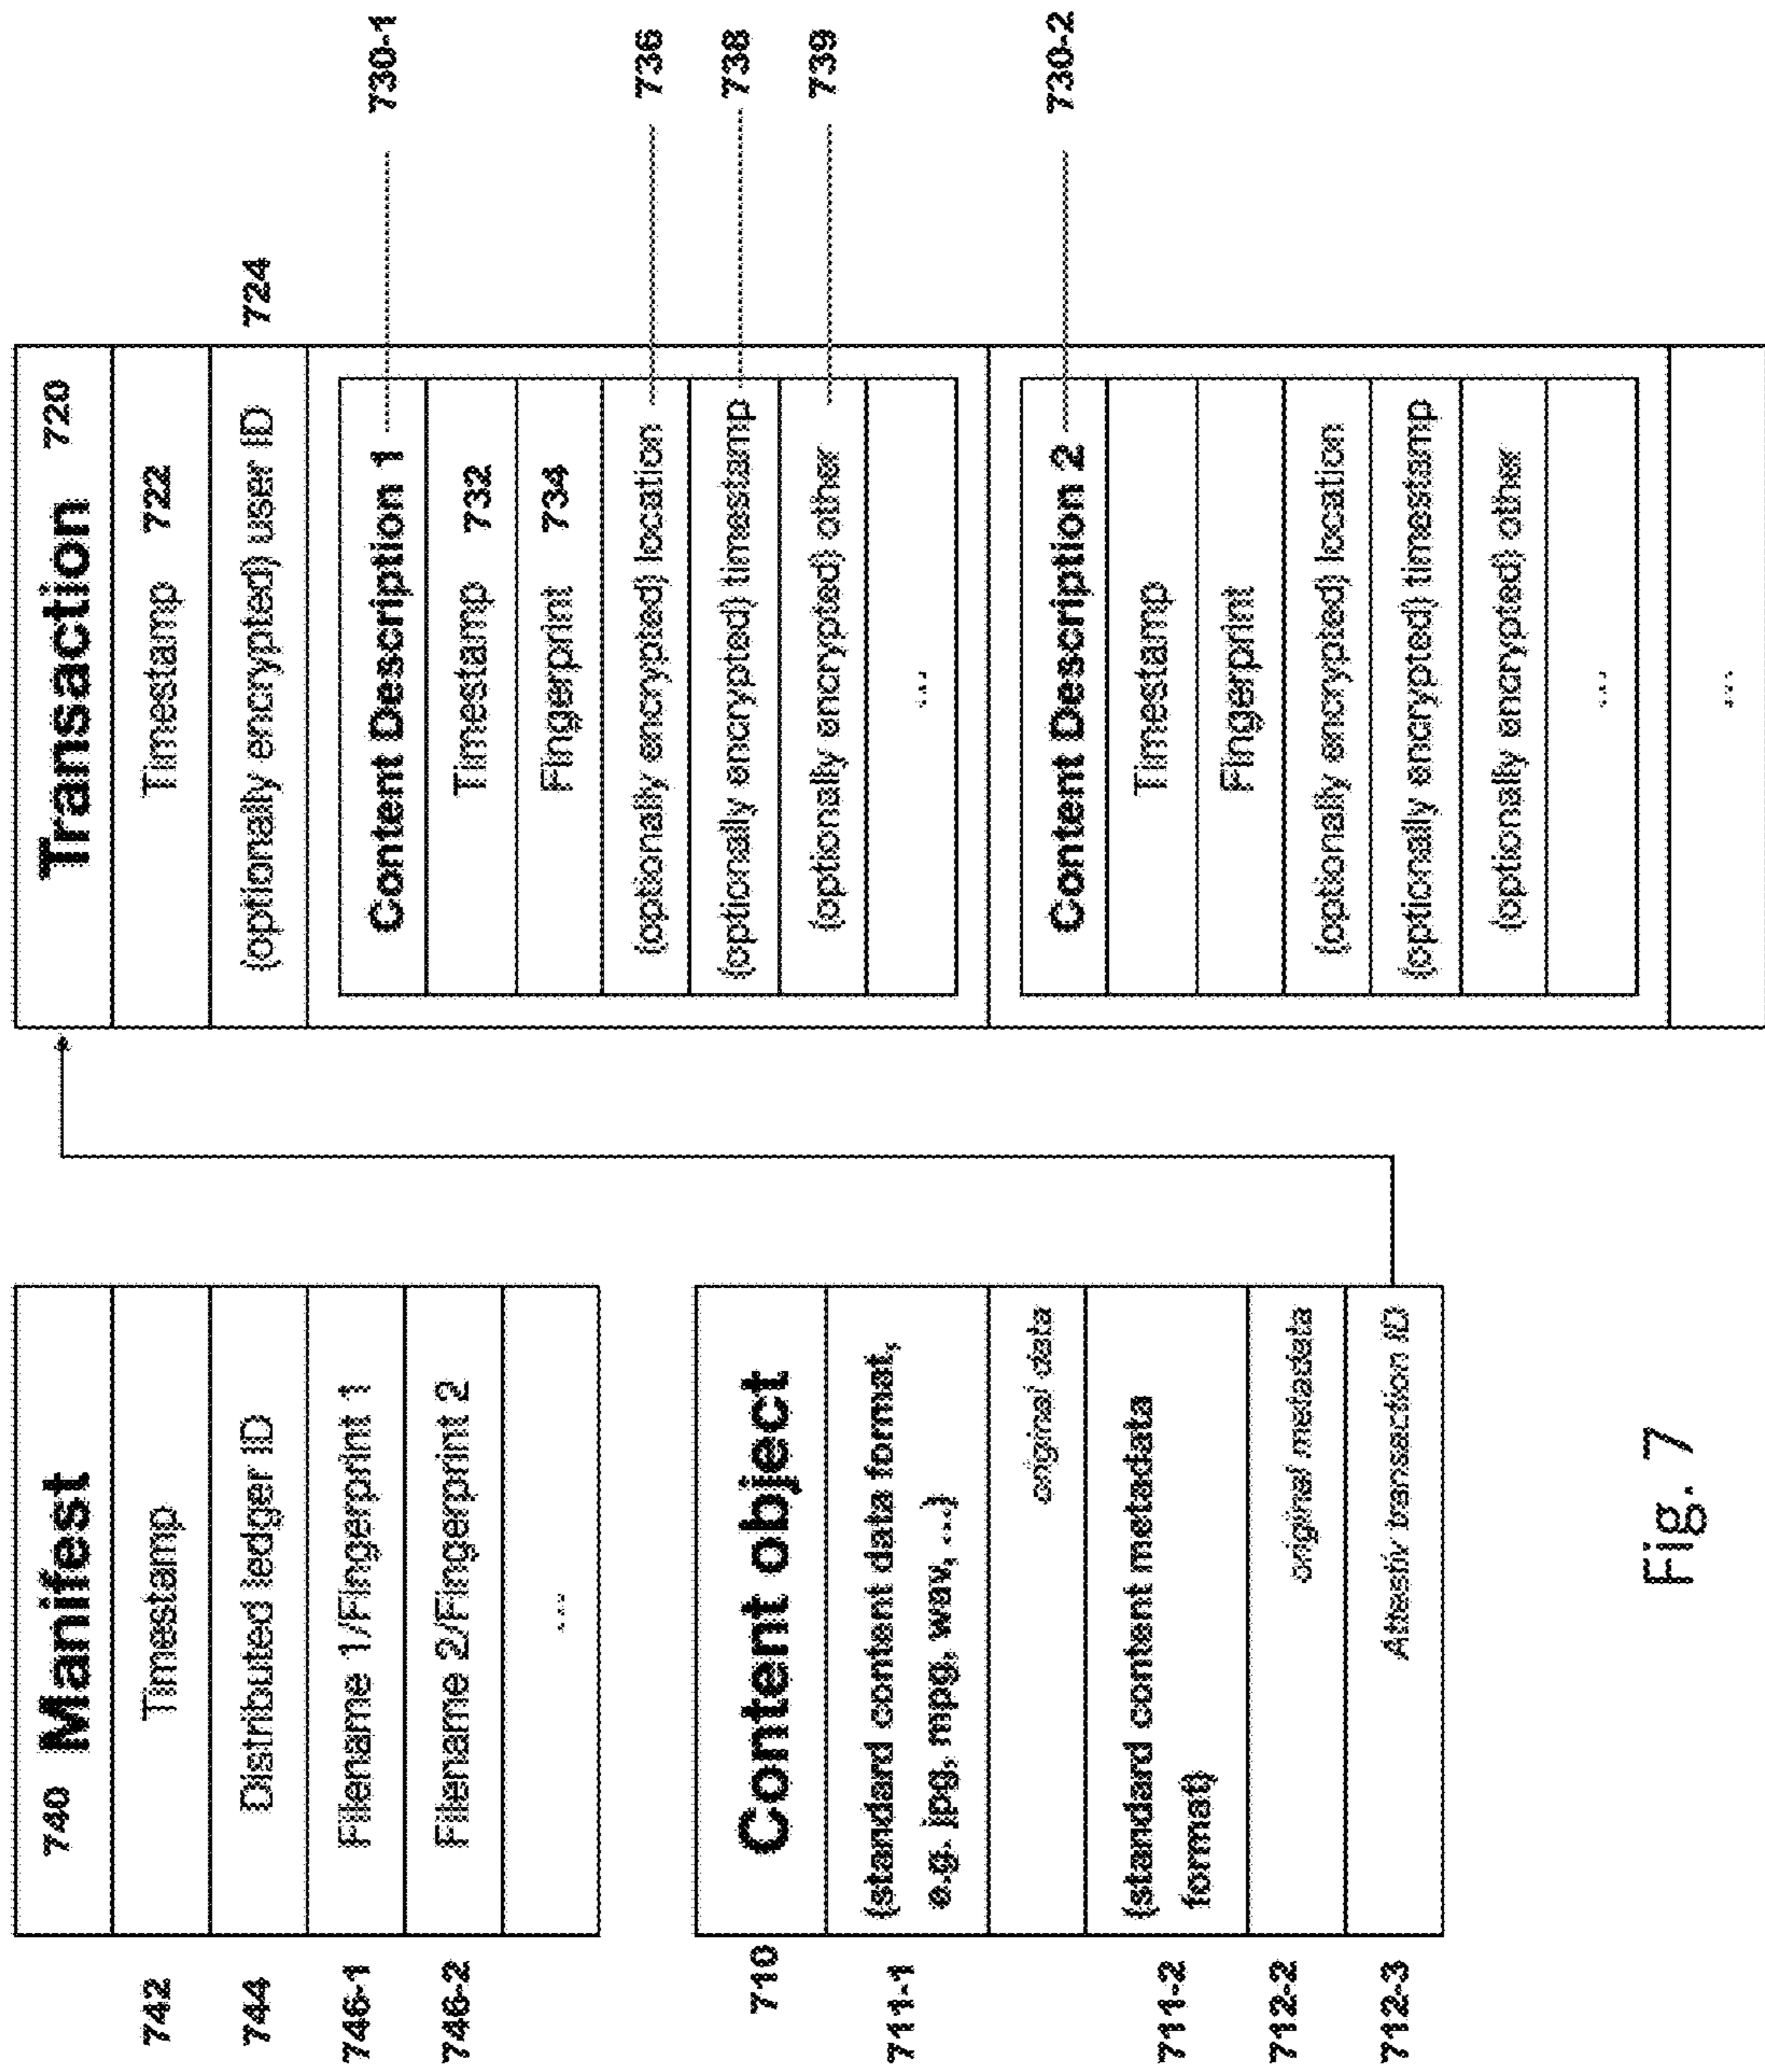 740 Manifest
742 Timestamp
744 Distributed ledger ID
746-1 Filename 1/Fingerprint 1
746-2 Filename 2/Fingerprint 2
...
710 Content object
711-1 (standard content data format,
e.g. jpg, mpg, wav, ...)
original data
711-2 (standard content metadata
format)
712-2 original metadata
712-3 Attestiv transaction ID
Transaction 720
Timestamp 722
(optionally encrypted) user ID 724
Content Description 1 730-1
Timestamp 732
Fingerprint 734
(optionally encrypted) location 736
(optionally encrypted) timestamp 738
(optionally encrypted) other 739
...
Content Description 2 730-2
Timestamp
Fingerprint
(optionally encrypted) location
(optionally encrypted) timestamp
(optionally encrypted) other
...
...
Fig. 7